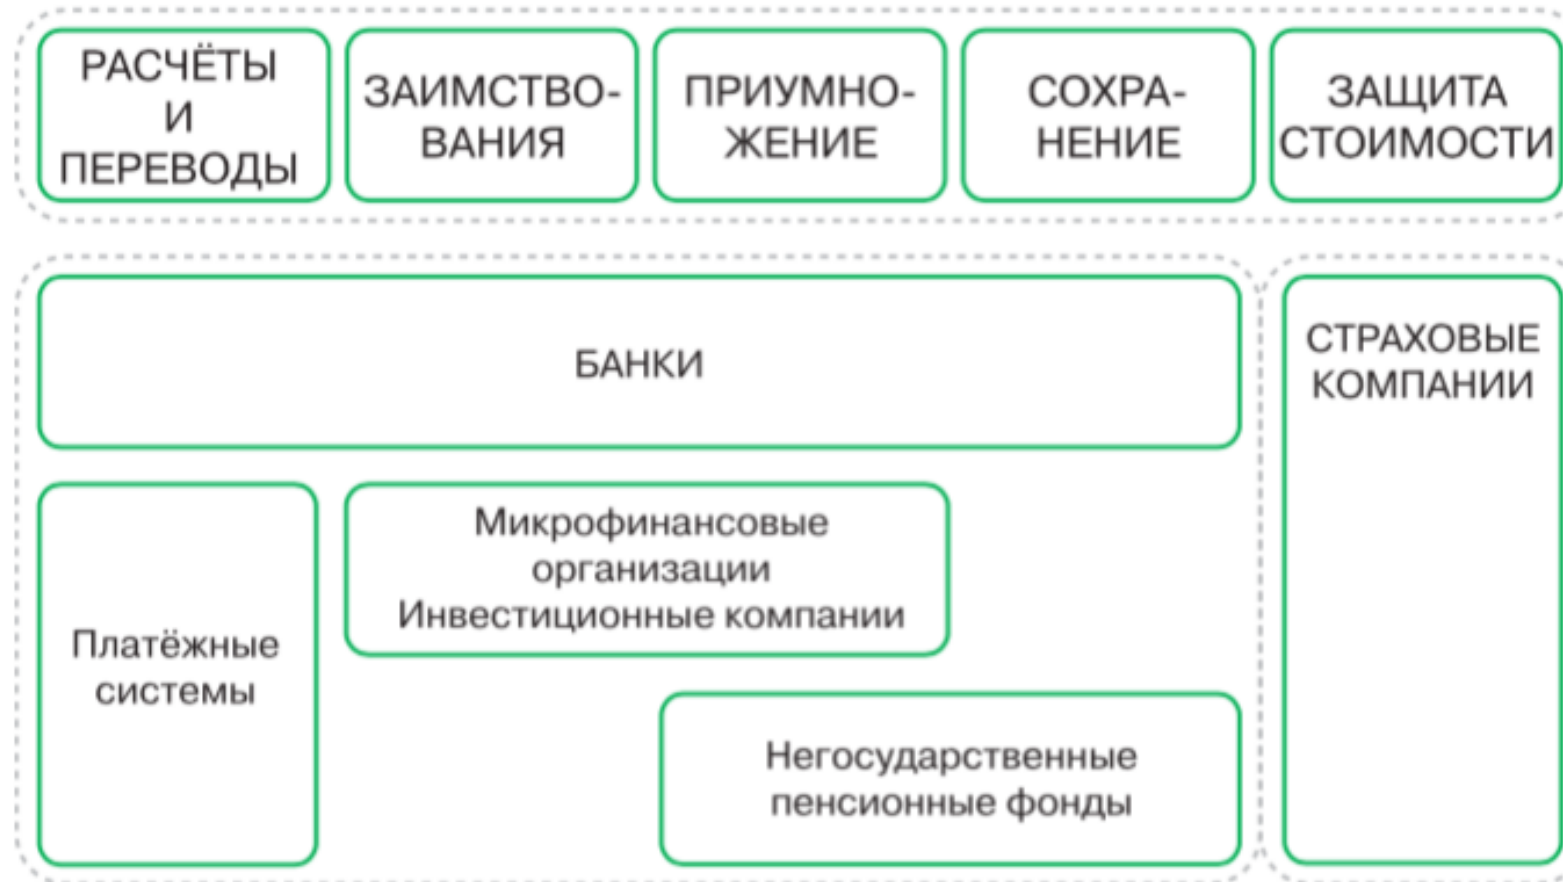 РАСЧЁТЫ
И
ПЕРЕВОДЫ
ЗАИМСТВО-
ВАНИЯ
ПРИУМНО-
ЖЕНИЕ
СОХРА-
НЕНИЕ
ЗАЩИТА
СТОИМОСТИ
БАНКИ
СТРАХОВЫЕ
КОМПАНИИ
Платёжные
системы
Микрофинансовые
организации
Инвестиционные компании
Негосударственные
пенсионные фонды